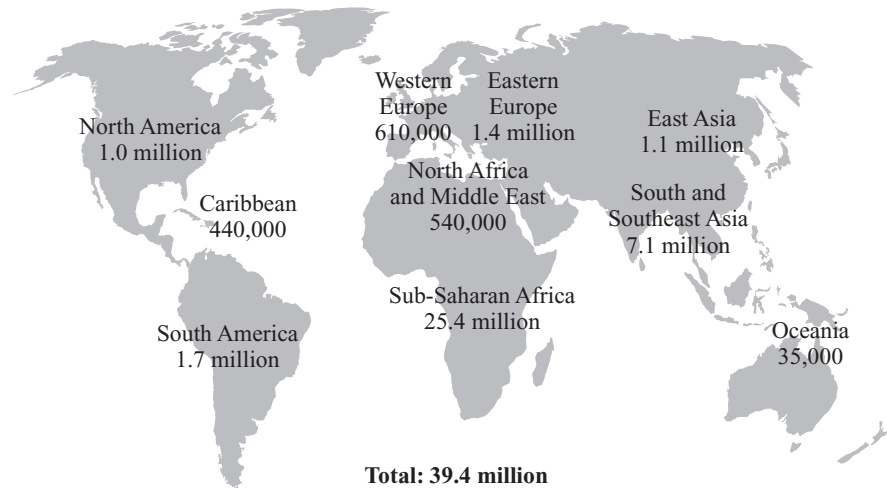 North America
1.0 million
Caribbean
440,000
South America
1.7 million
Western
Europe
610,000
Eastern
Europe
1.4 million
North Africa
and Middle East
540,000
Sub-Saharan Africa
25.4 million
East Asia
1.1 million
South and
Southeast Asia
7.1 million
Oceania
35,000
Total: 39.4 million